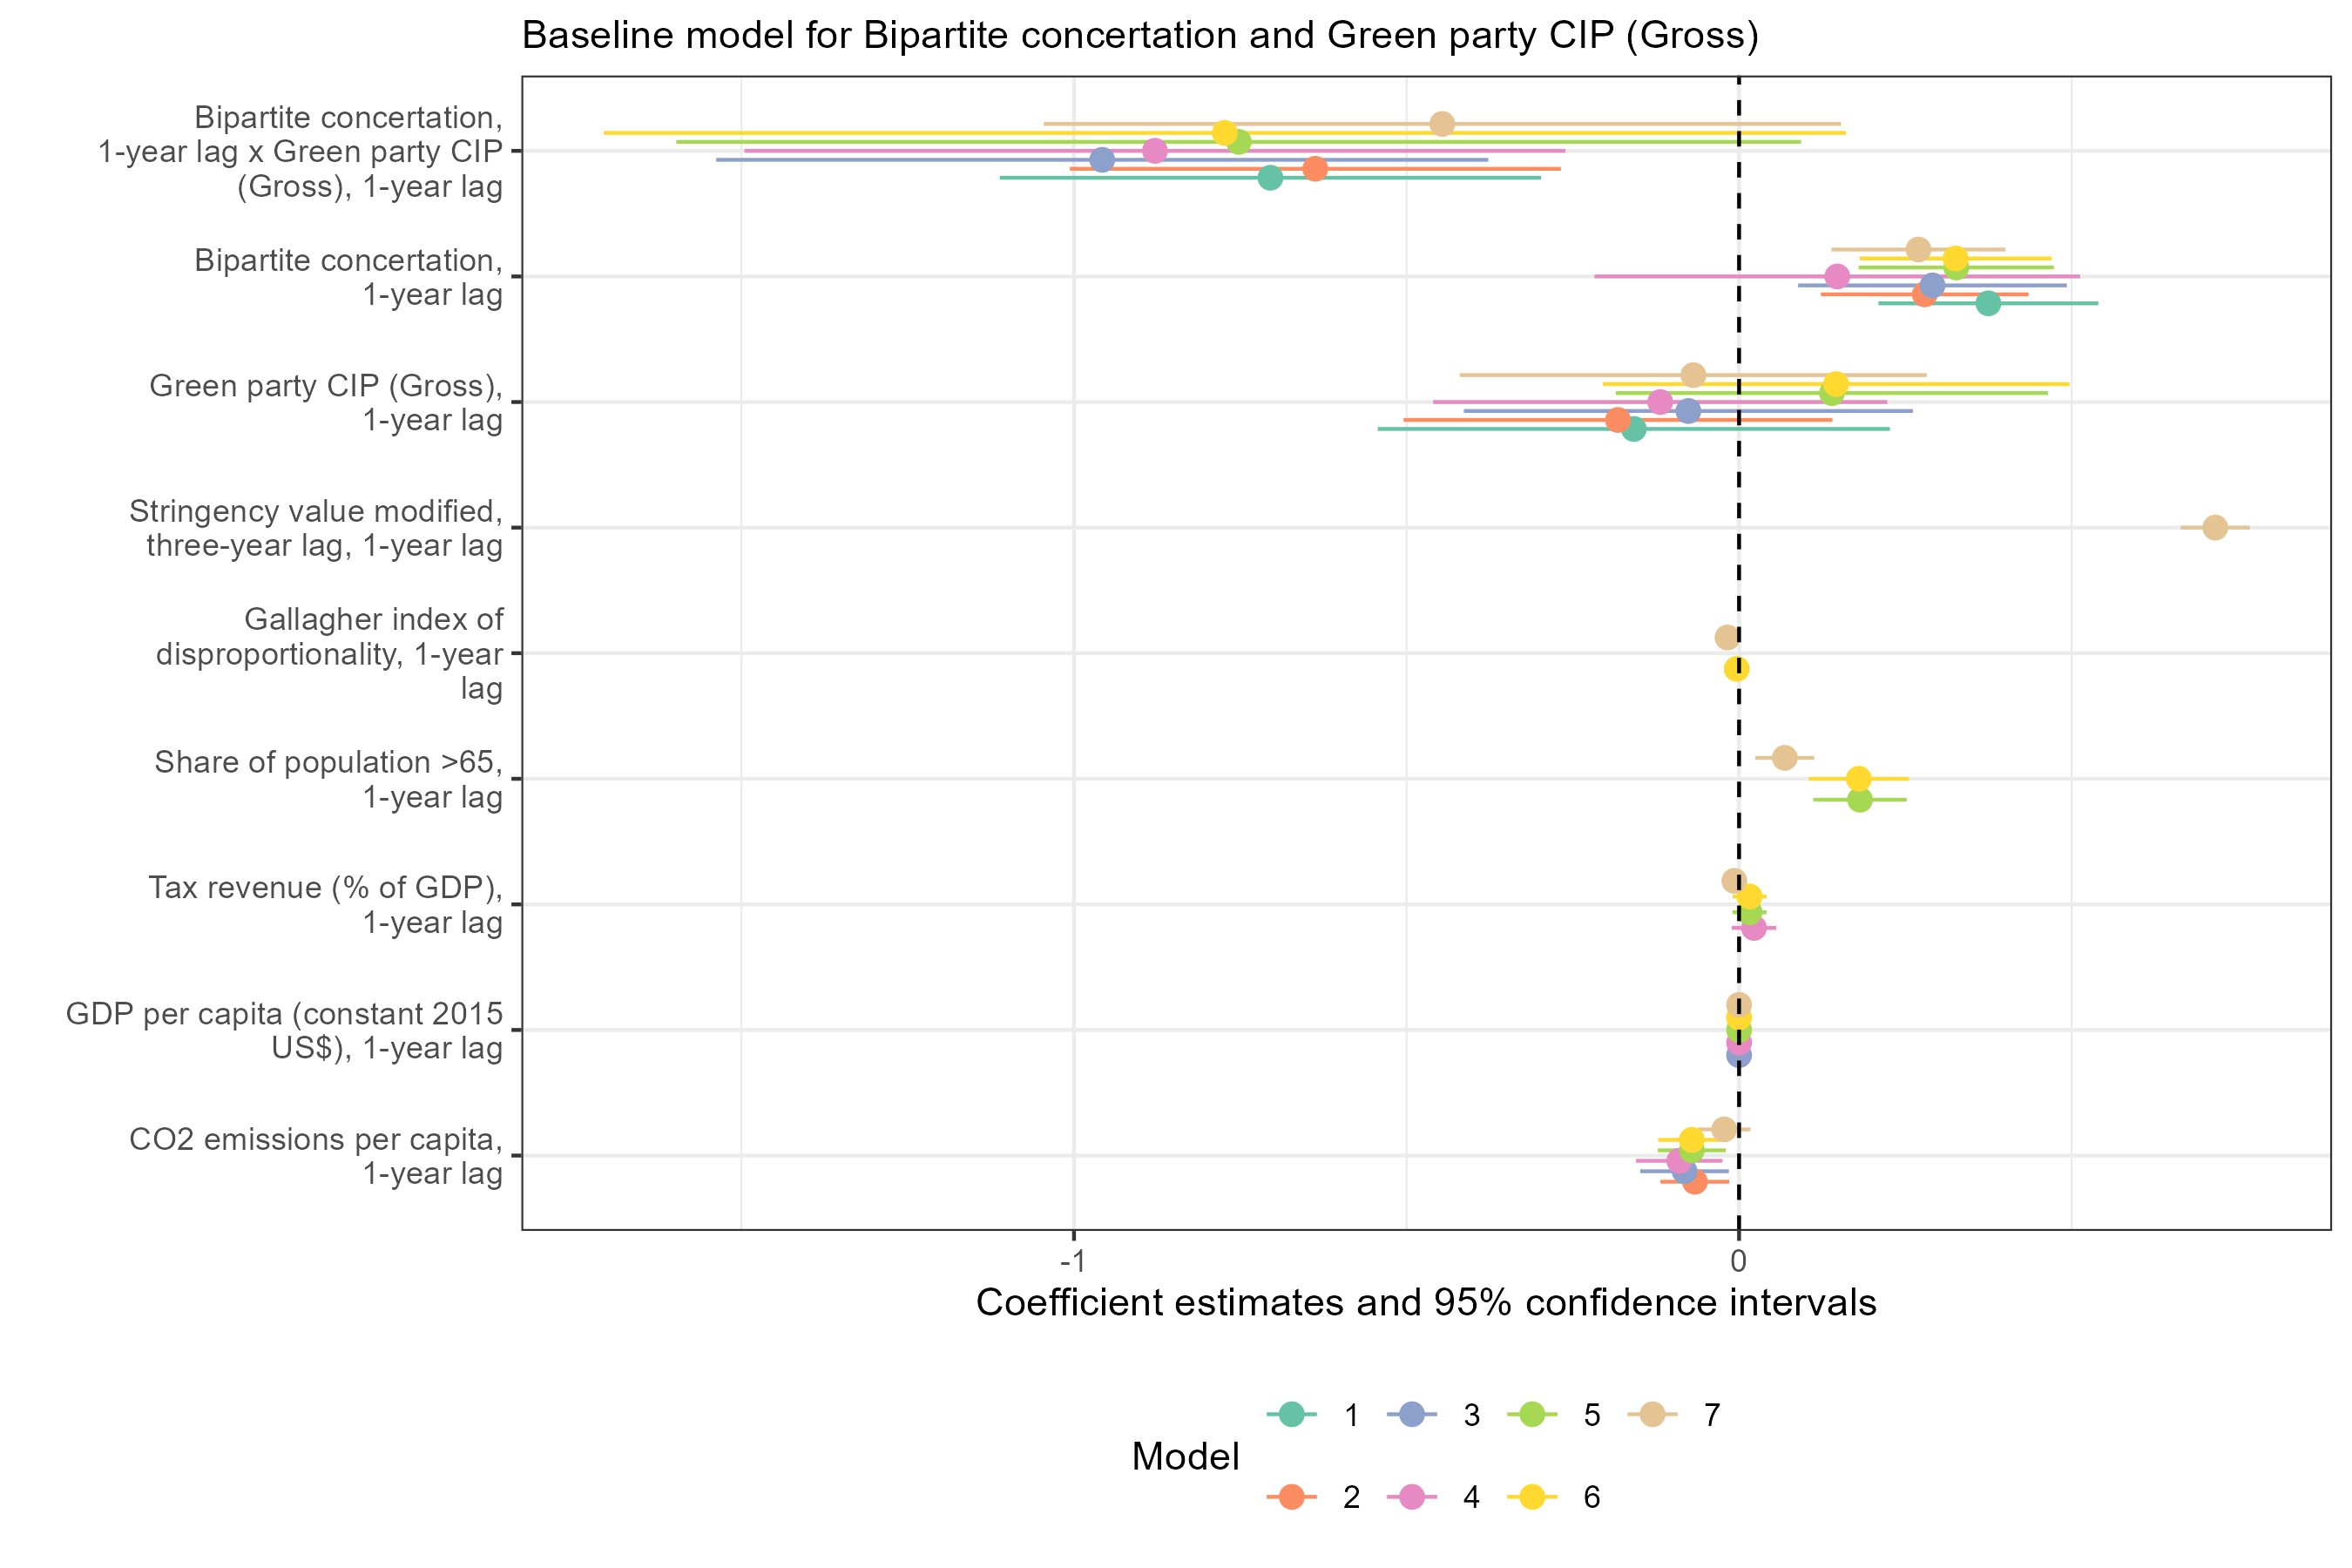 Baseline model for Bipartite concertation and Green party CIP (Gross)
Bipartite concertation,
1-year lag x Green party CIP
(Gross), 1-year lag
Bipartite concertation,
1-year lag
Green party CIP (Gross),
1-year lag
Stringency value modified,
three-year lag, 1-year lag
Gallagher index of
disproportionality, 1-year
lag
Share of population >65,
1-year lag
Tax revenue (% of GDP),
1-year lag
GDP per capita (constant 2015
US$), 1-year lag
CO2 emissions per capita,
1-year lag
-1 0
Coefficient estimates and 95% confidence intervals
Model
1 3 5 7
2 4 6